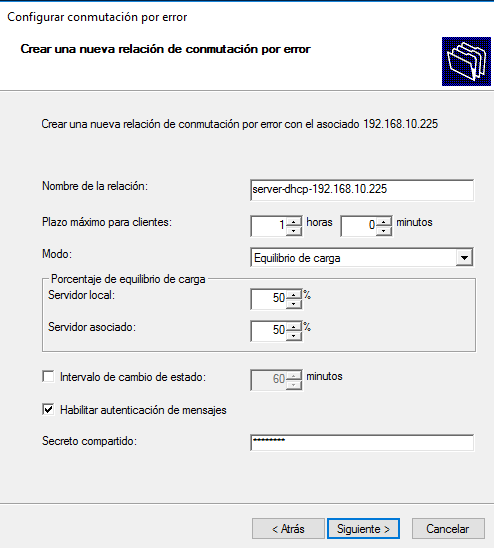 Configurar conmutación por error
Crear una nueva relación de conmutación por error
Crear una nueva relación de conmutación por error con el asociado 192.168.10.225
Nombre de la relación: server-dhcp-192.168.10.225
Plazo máximo para clientes: 1 horas 0 minutos
Modo: Equilibrio de carga
Porcentaje de equilibrio de carga
Servidor local: 50 %
Servidor asociado: 50 %
Intervalo de cambio de estado: 60 minutos
Habilitar autenticación de mensajes
Secreto compartido: ********
< Atrás Siguiente > Cancelar